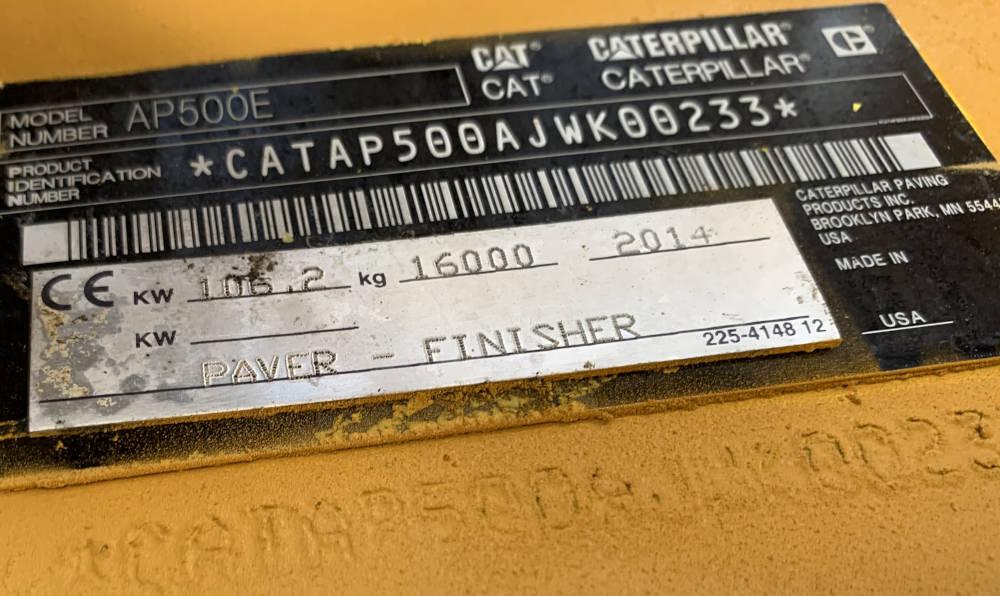 CAT® CATERPILLAR®
CAT® CATERPILLAR®
MODEL NUMBER AP500E
PRODUCT IDENTIFICATION NUMBER *CATAP500AJWK00233*
CATERPILLAR PAVING
PRODUCTS INC.
BROOKLYN PARK, MN
USA
MADE IN
USA
CE KW 106.2 kg 16000 2014
KW
PAVER - FINISHER
225-4148 12